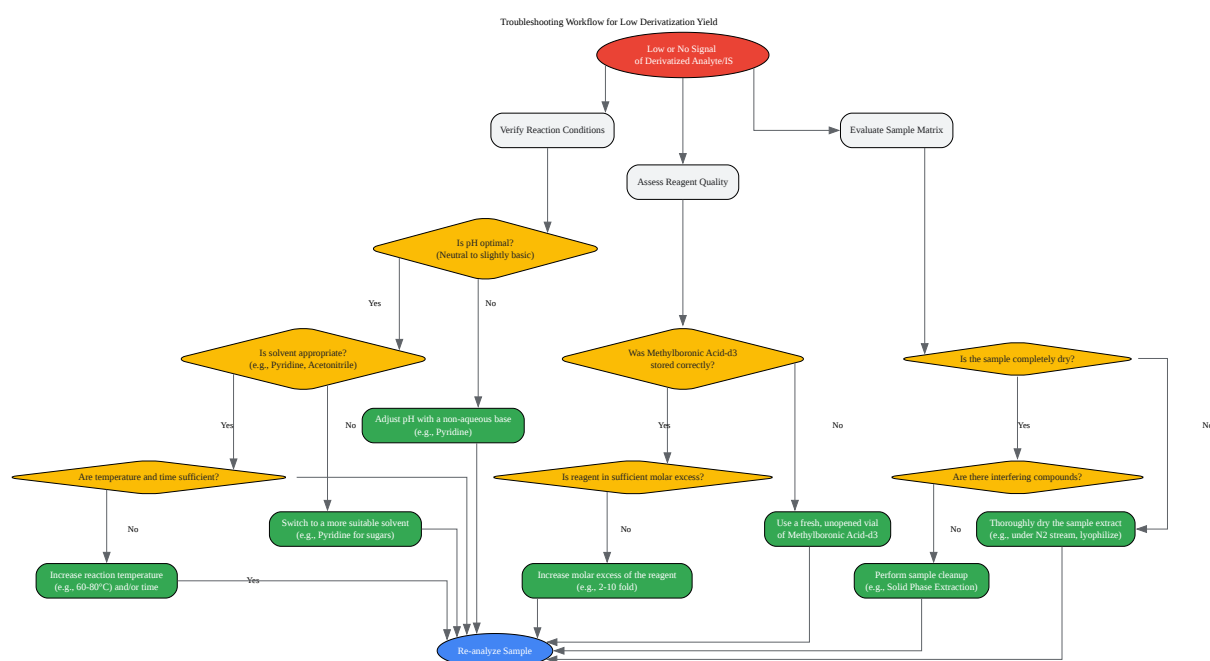 Troubleshooting Workflow for Low Derivatization Yield
Low or No Signal
of Derivatized Analyte/IS
Verify Reaction Conditions
Evaluate Sample Matrix
Assess Reagent Quality
Is pH optimal?
(Neutral to slightly basic)
Yes
No
Is solvent appropriate?
(e.g., Pyridine, Acetonitrile)
Was Methylboronic Acid-d3
stored correctly?
Is the sample completely dry?
Adjust pH with a non-aqueous base
(e.g., Pyridine)
Yes
No
Yes
No
Yes
No
Are temperature and time sufficient?
Is reagent in sufficient molar excess?
Are there interfering compounds?
No
Switch to a more suitable solvent
(e.g., Pyridine for sugars)
No
Use a fresh, unopened vial
of Methylboronic Acid-d3
No
Thoroughly dry the sample extract
(e.g., under N2 stream, lyophilize)
Increase reaction temperature
(e.g., 60-80°C) and/or time
Yes
Increase molar excess of the reagent
(e.g., 2-10 fold)
Perform sample cleanup
(e.g., Solid Phase Extraction)
Re-analyze Sample